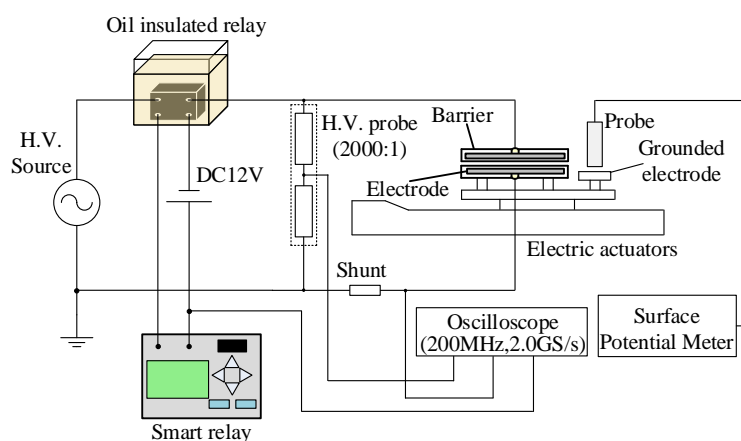 Oil insulated relay
H.V.
Source
DC12V
H.V. probe
(2000:1)
Barrier
Electrode
Probe
Grounded
electrode
Electric actuators
Shunt
Oscilloscope
(200MHz,2.0GS/s)
Surface
Potential Meter
Smart relay